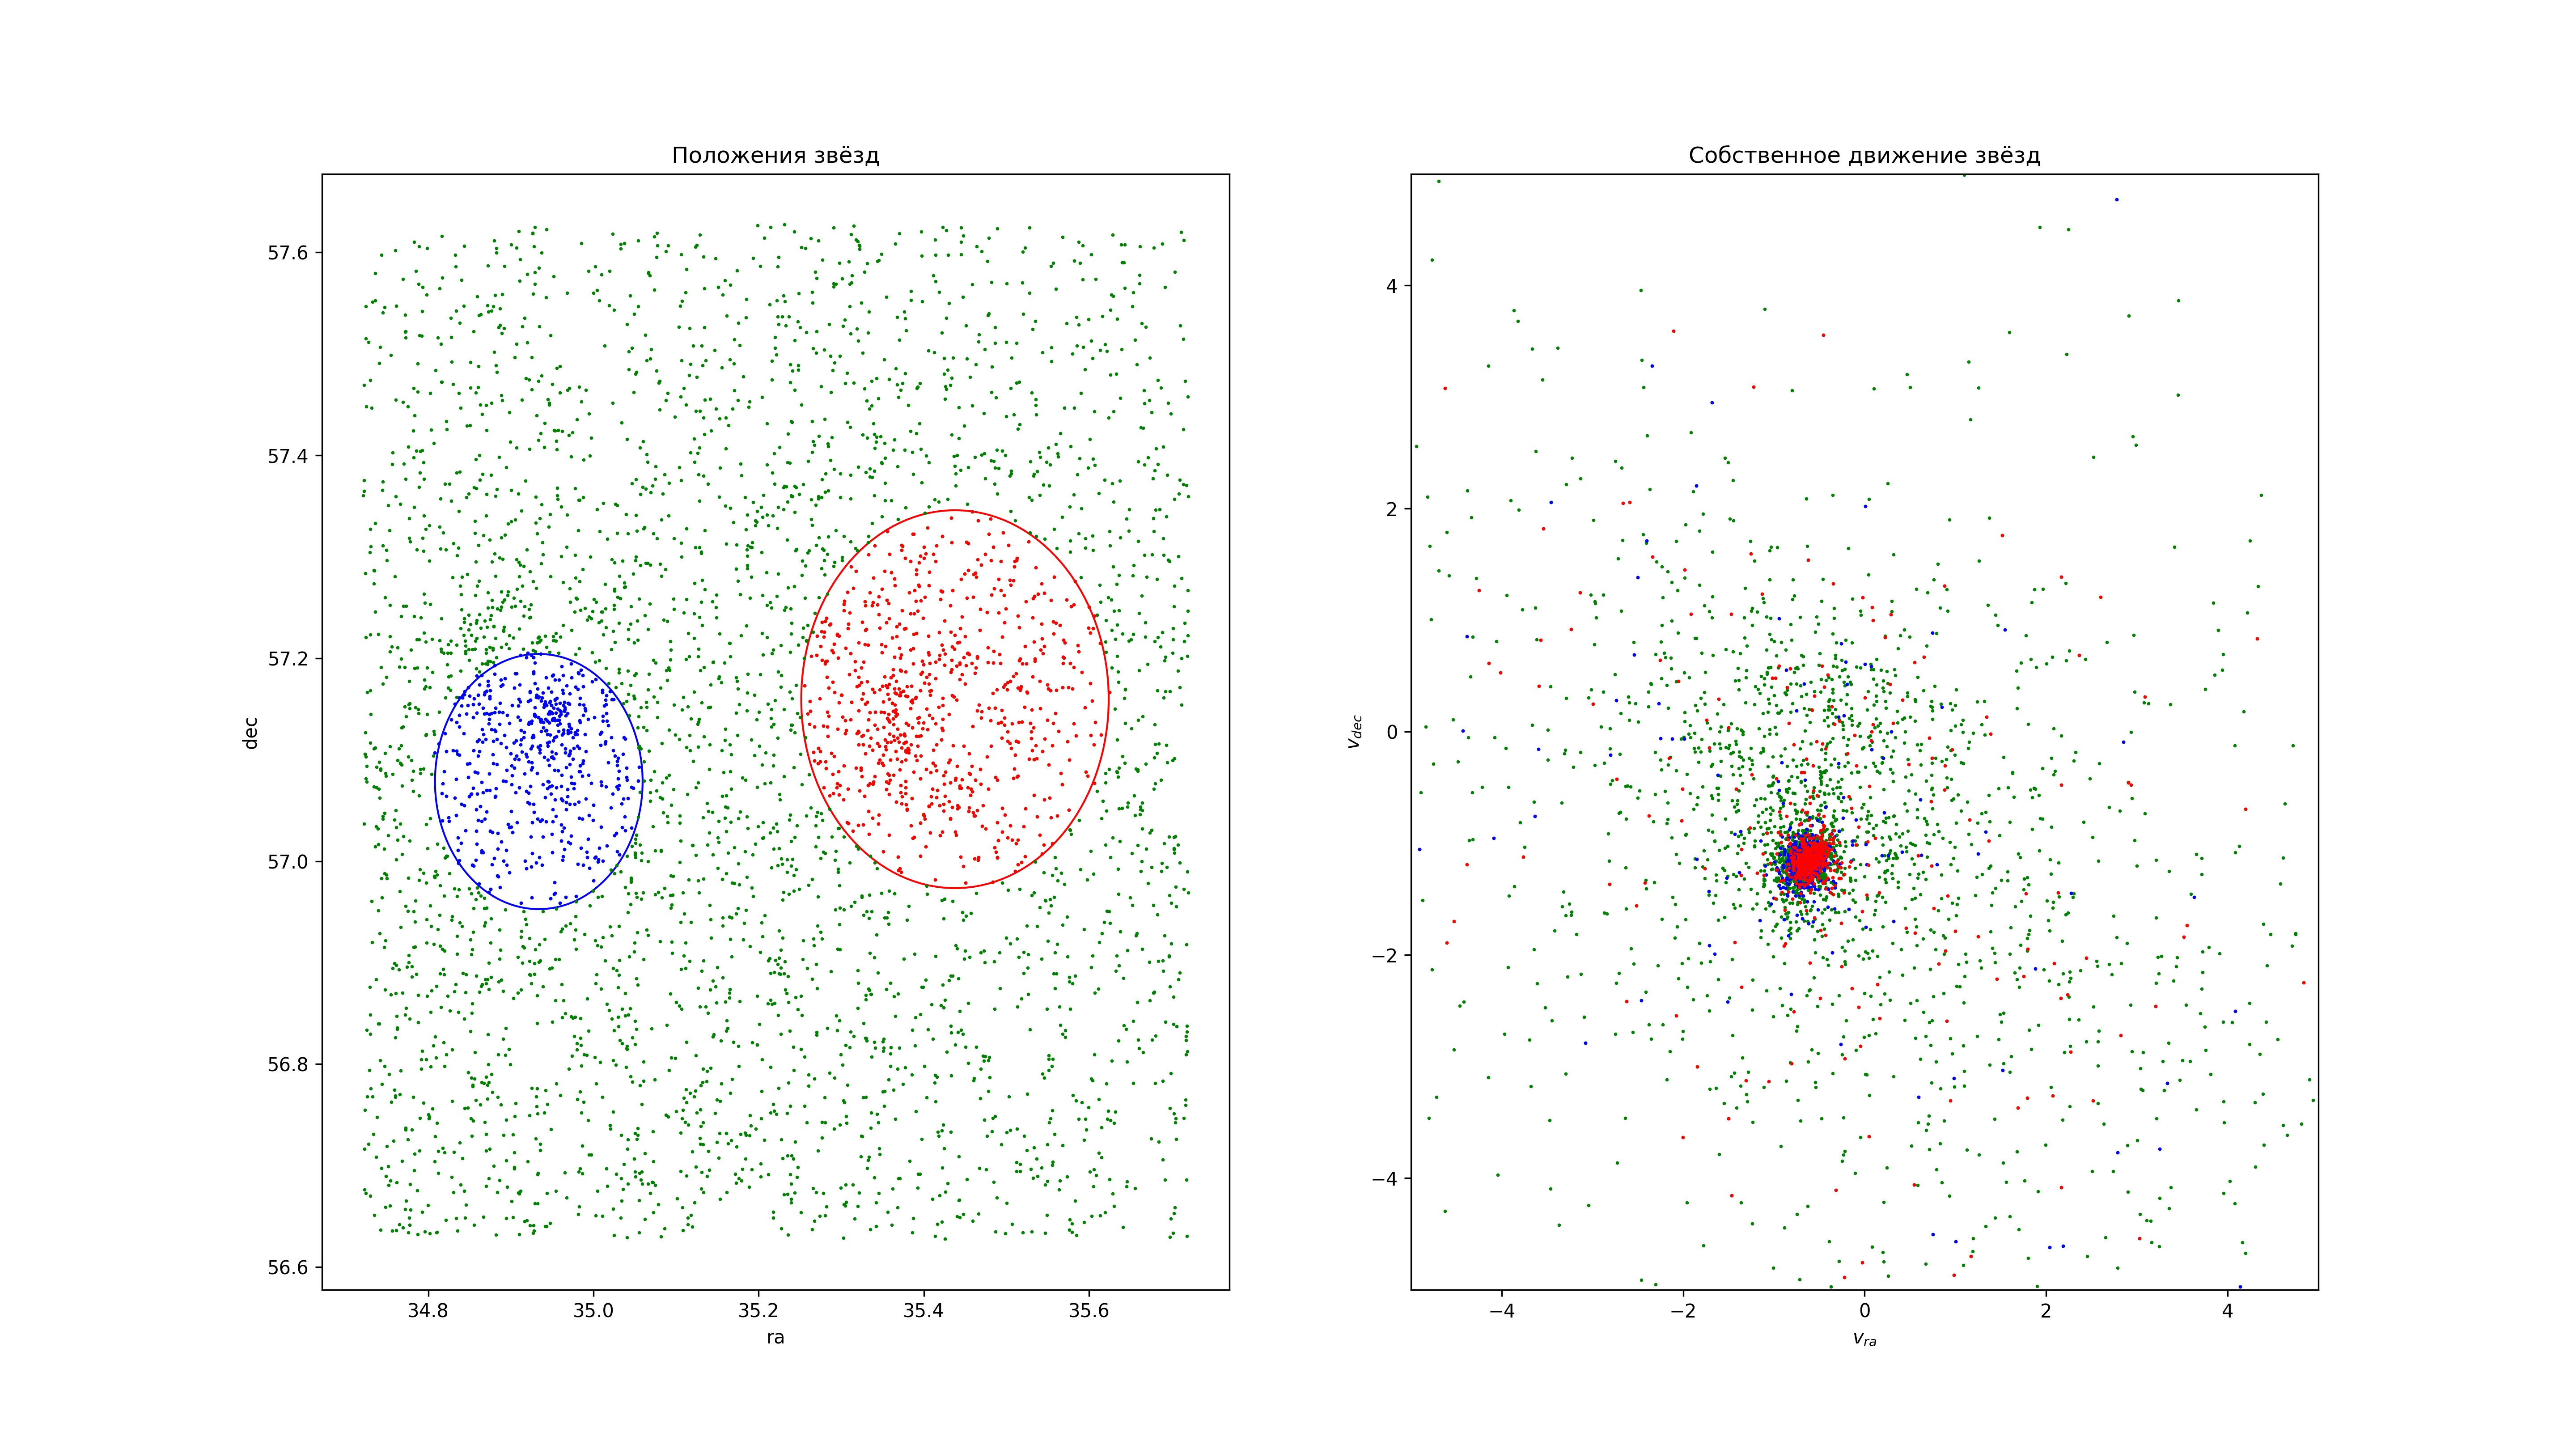 Положения звёзд
57.6
57.4
57.2
57.0
56.8
56.6
dec
34.8 35.0 35.2 35.4 35.6
ra
Собственное движение звёзд
4
2
0
−2
−4
v_dec
−4 −2 0 2 4
v_ra